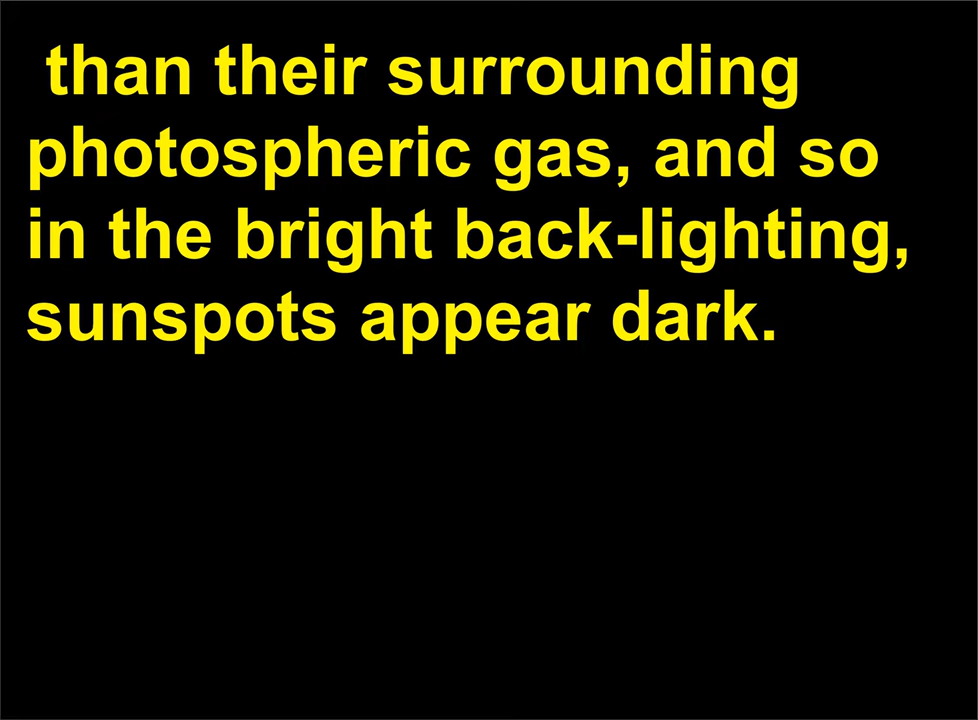 than their surrounding
photospheric gas, and so
in the bright back-lighting,
sunspots appear dark.